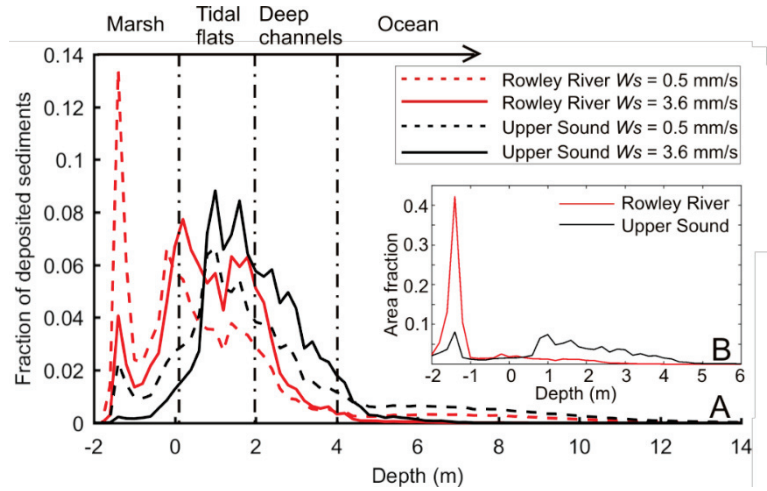 Marsh Tidal flats Deep channels Ocean
Fraction of deposited sediments
0.14
0.12
0.1
0.08
0.06
0.04
0.02
0
-2 0 2 4 6 8 10 12 14
Depth (m)
Rowley River Ws = 0.5 mm/s
Rowley River Ws = 3.6 mm/s
Upper Sound Ws = 0.5 mm/s
Upper Sound Ws = 3.6 mm/s
Area fraction
0.4
0.3
0.2
0.1
Rowley River
Upper Sound
B
-2 -1 0 1 2 3 4 5 6
Depth (m)
A